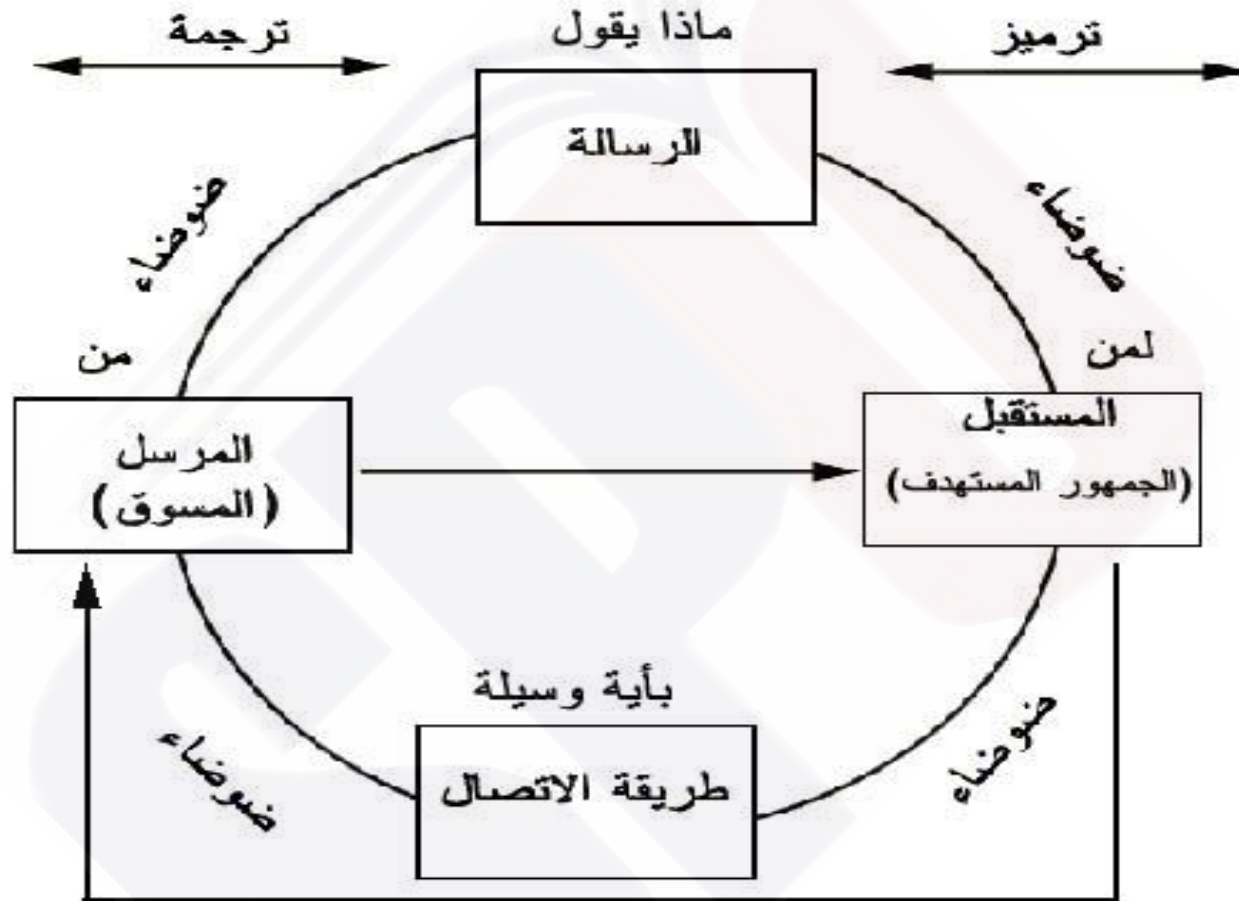 ترميز
ماذا يقول
ترجمة
الرسالة
ضوضاء
ضوضاء
لمن
من
المستقبل
(الجمهور المستهدف)
المرسل
(المسوق)
بأية وسيلة
طريقة الاتصال
ضوضاء
ضوضاء